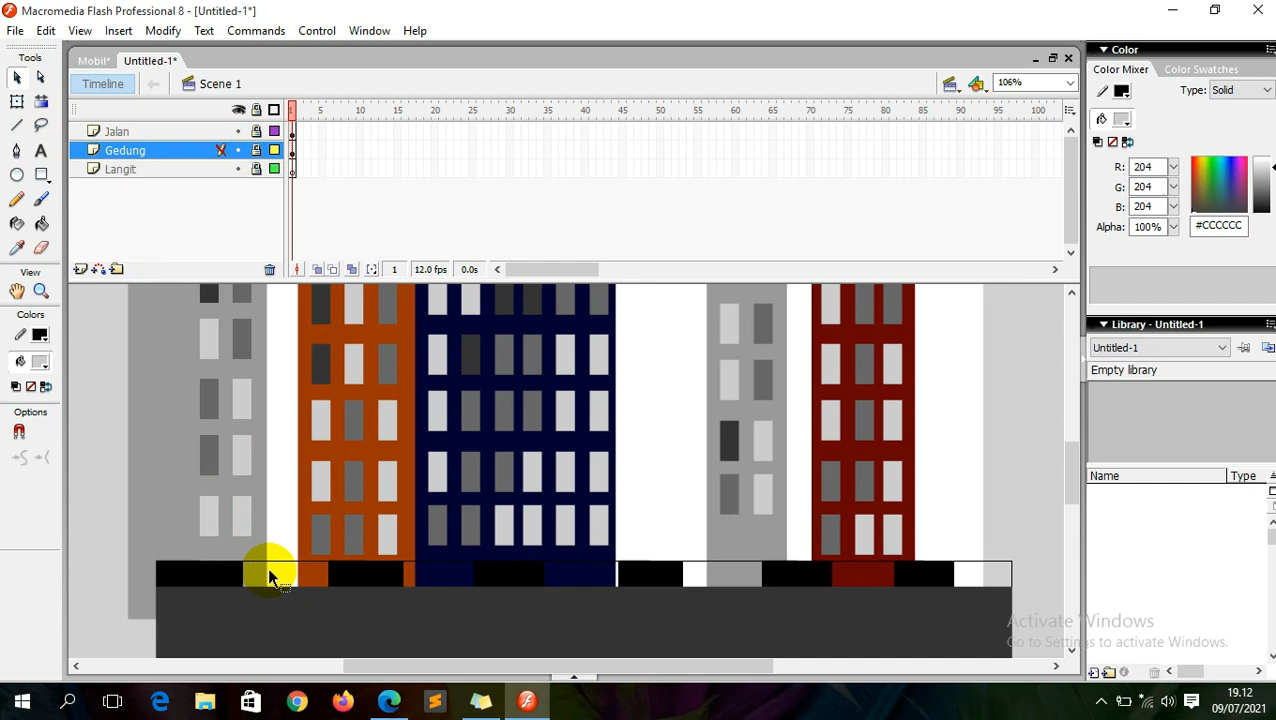 Macromedia Flash Professional 8 - [Untitled-1*]
File Edit View Insert Modify Text Commands Control Window Help
Tools
View
Colors
Options
Mobil* Untitled-1*
Timeline Scene 1 106%
1 5 10 15 20 25 30 35 40 45 50 55 60 65 70 75 80 85 90 95 100
Jalan
Gedung
Langit
1 12.0 fps 0.0s
Color
Color Mixer Color Swatches
Type: Solid
R: 204
G: 204
B: 204
Alpha: 100% #CCCCCC
Library - Untitled-1
Untitled-1
Empty library
Name Type
Activate Windows
Go to Settings to activate Windows.
19.12
09/07/2021